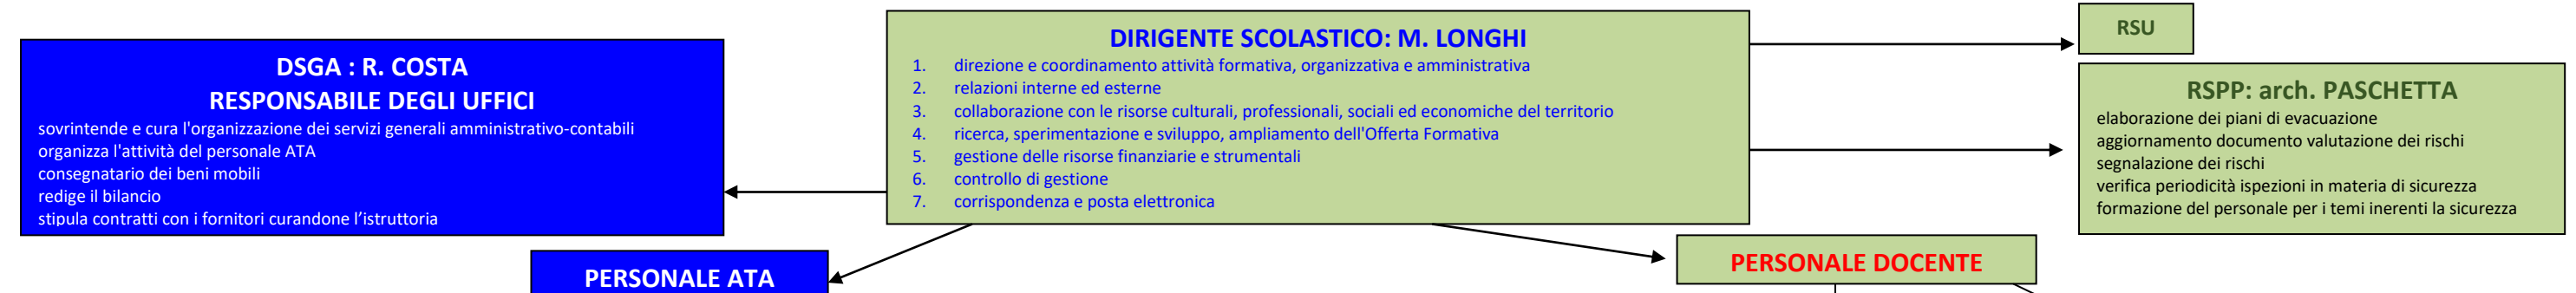 DSGA : R. COSTA
RESPONSABILE DEGLI UFFICI
sovrintende e cura l'organizzazione dei servizi generali amministrativo-contabili
organizza l'attività del personale ATA
consegnatario dei beni mobili
redige il bilancio
stipula contratti con i fornitori curandone l’istruttoria
DIRIGENTE SCOLASTICO: M. LONGHI
1. direzione e coordinamento attività formativa, organizzativa e amministrativa
2. relazioni interne ed esterne
3. collaborazione con le risorse culturali, professionali, sociali ed economiche del territorio
4. ricerca, sperimentazione e sviluppo, ampliamento dell'Offerta Formativa
5. gestione delle risorse finanziarie e strumentali
6. controllo di gestione
7. corrispondenza e posta elettronica
RSU
RSPP: arch. PASCHETTA
elaborazione dei piani di evacuazione
aggiornamento documento valutazione dei rischi
segnalazione dei rischi
verifica periodicità ispezioni in materia di sicurezza
formazione del personale per i temi inerenti la sicurezza
PERSONALE ATA
PERSONALE DOCENTE